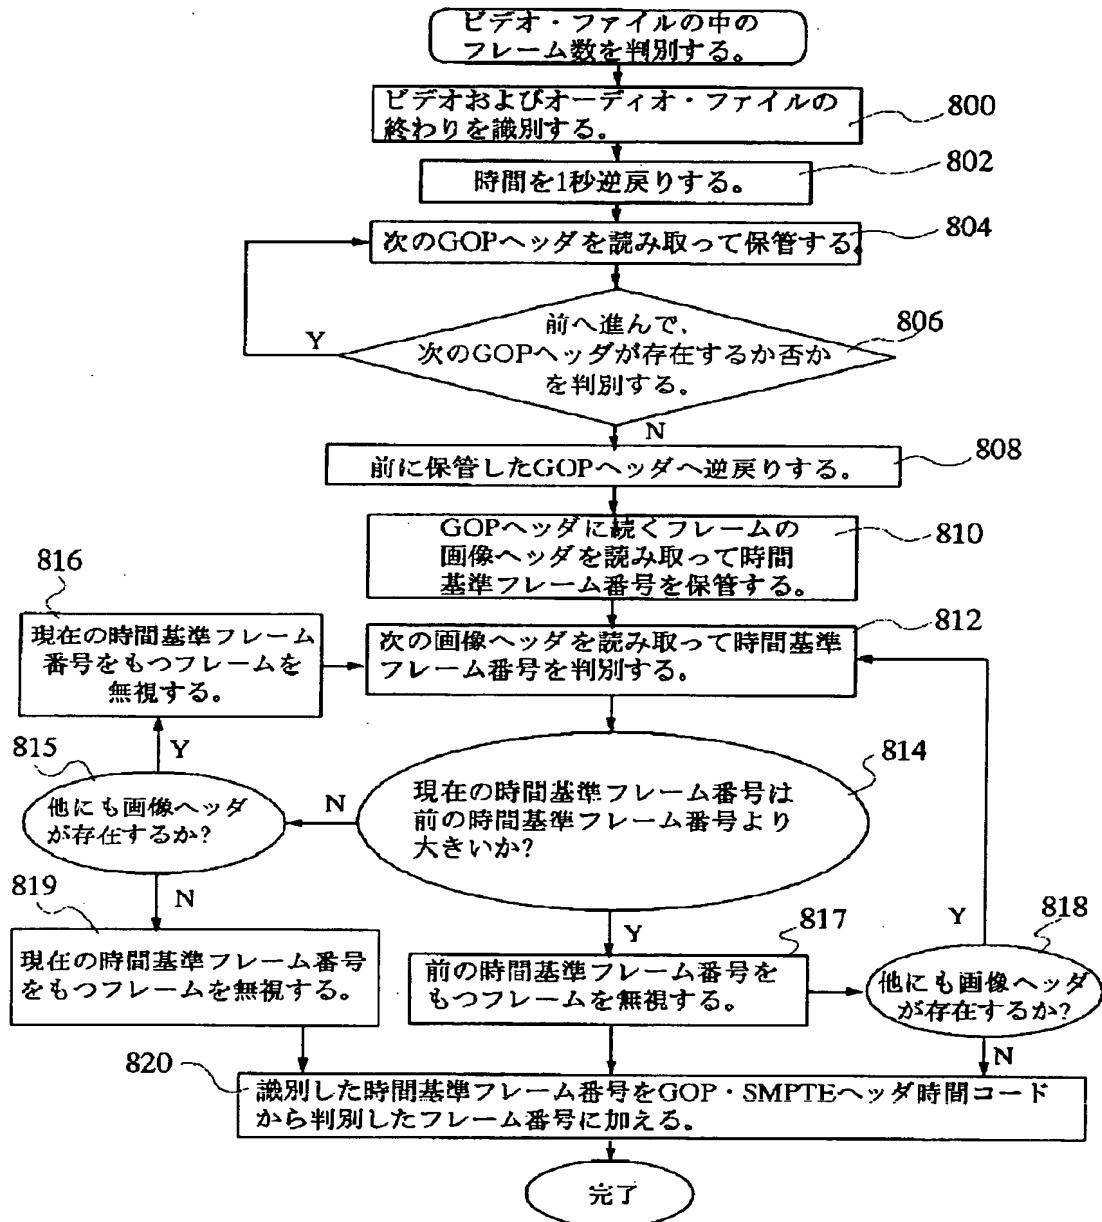 ビデオ・ファイルの中の
フレーム数を判別する。
ビデオおよびオーディオ・ファイルの
終わりを識別する。
800
時間を1秒逆戻りする。
802
次のGOPヘッダを読み取って保管する。
804
前へ進んで、
次のGOPヘッダが存在するか否か
を判別する。
806
Y
N
前に保管したGOPヘッダへ逆戻りする。
808
GOPヘッダに続くフレームの
画像ヘッダを読み取って時間
基準フレーム番号を保管する。
810
816
現在の時間基準フレーム
番号をもつフレームを
無視する。
次の画像ヘッダを読み取って時間基準
フレーム番号を判別する。
812
815
Y
他にも画像ヘッダ
が存在するか?
N
現在の時間基準フレーム番号は
前の時間基準フレーム番号より
大きいか?
814
819
N
現在の時間基準フレーム番号
をもつフレームを無視する。
Y
817
前の時間基準フレーム番号を
もつフレームを無視する。
Y
818
他にも画像ヘッダ
が存在するか?
N
820
識別した時間基準フレーム番号をGOP・SMPTEヘッダ時間コード
から判別したフレーム番号に加える。
完了